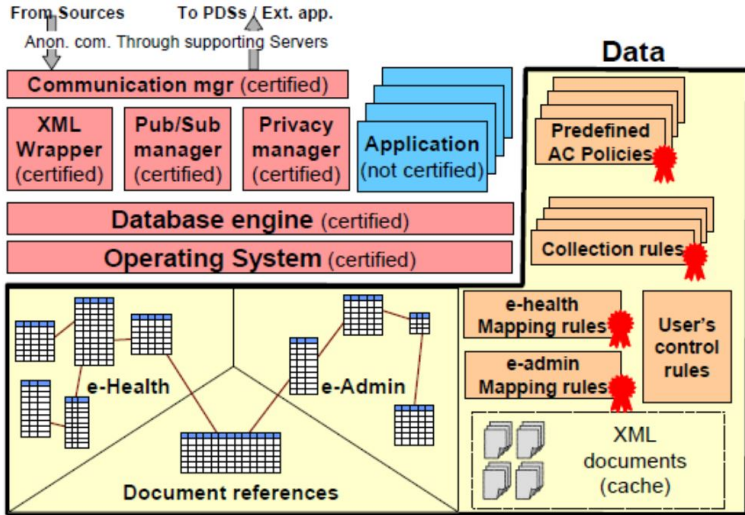 From Sources
To PDSs / Ext. app.
Anon. com. Through supporting Servers
Data
Communication mgr (certified)
XML
Wrapper
(certified)
Pub/Sub
manager
(certified)
Privacy
manager
(certified)
Application
(not certified)
Predefined
AC Policies
Database engine (certified)
Operating System (certified)
Collection rules
e-health
Mapping rules
User's
control
rules
e-admin
Mapping rules
e-Health
e-Admin
Document references
XML
documents
(cache)